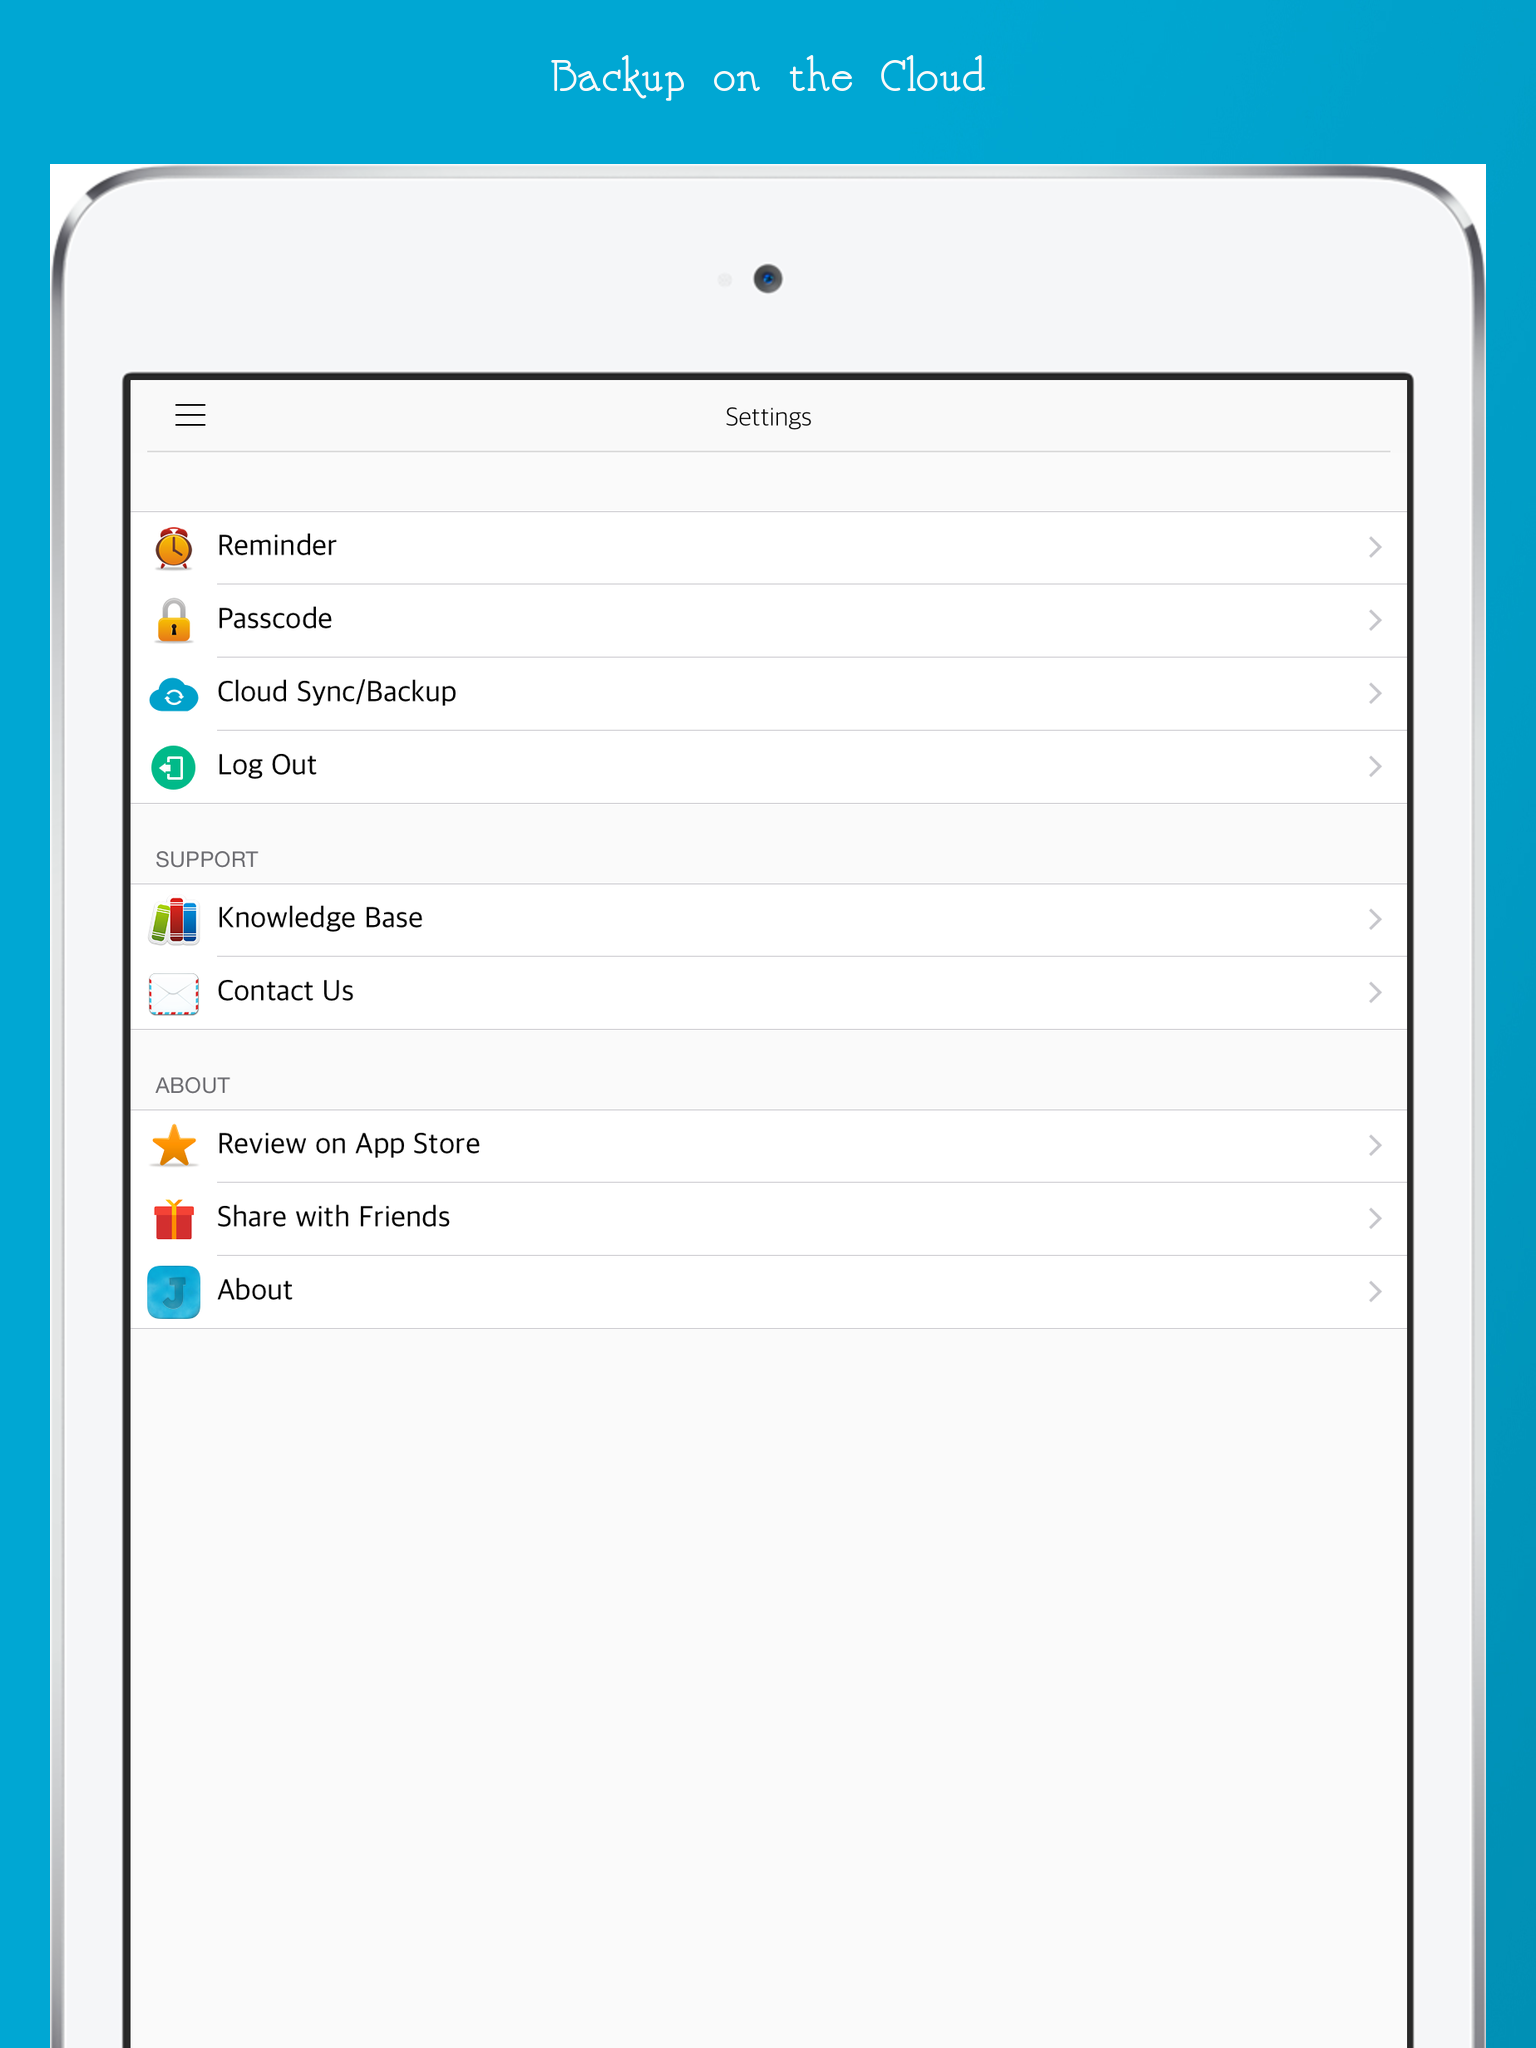 Backup on the Cloud
Settings
Reminder
Passcode
Cloud Sync/Backup
Log Out
SUPPORT
Knowledge Base
Contact Us
ABOUT
Review on App Store
Share with Friends
J
About